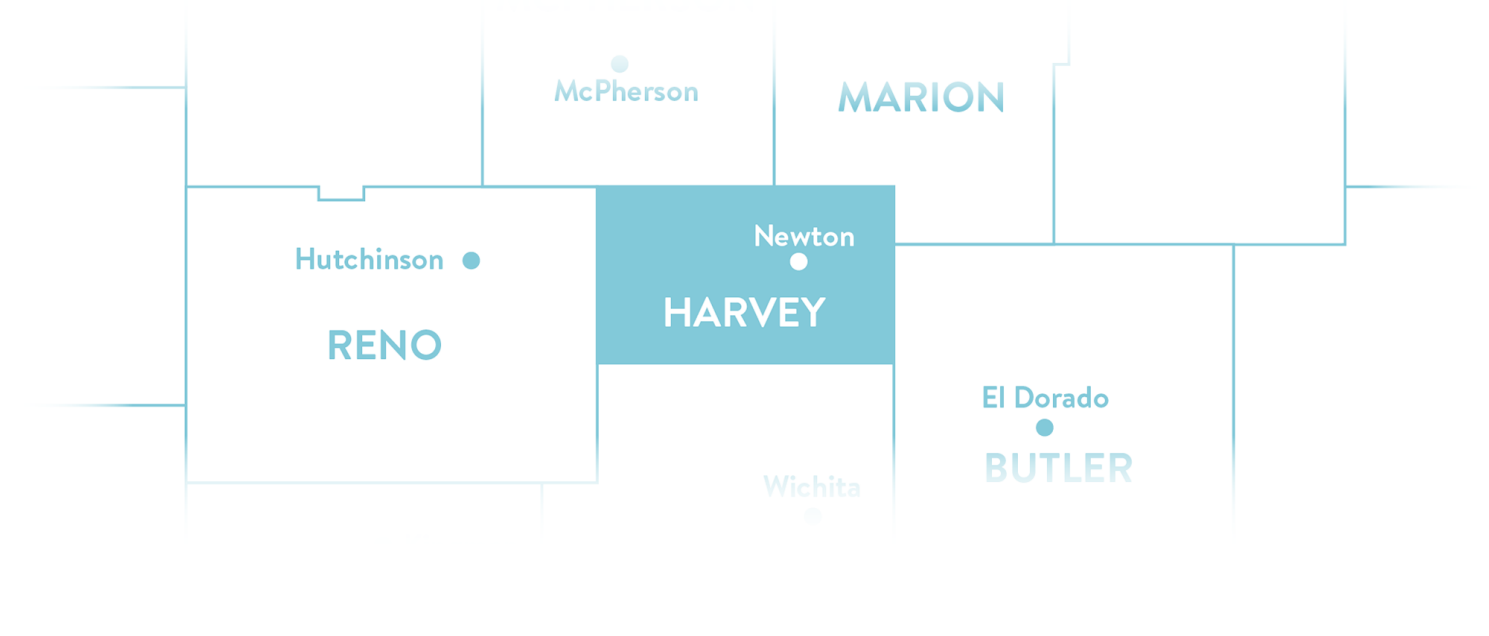 McPherson
MARION
Newton
Hutchinson
HARVEY
RENO
El Dorado
BUTLER
Wichita